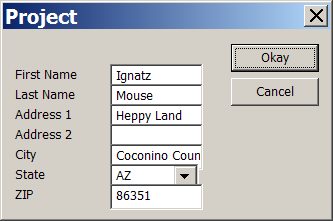 Project
Okay
First Name Ignatz
Last Name Mouse
Cancel
Address 1 Heppy Land
Address 2
City Coconino Coun
State AZ
ZIP 86351